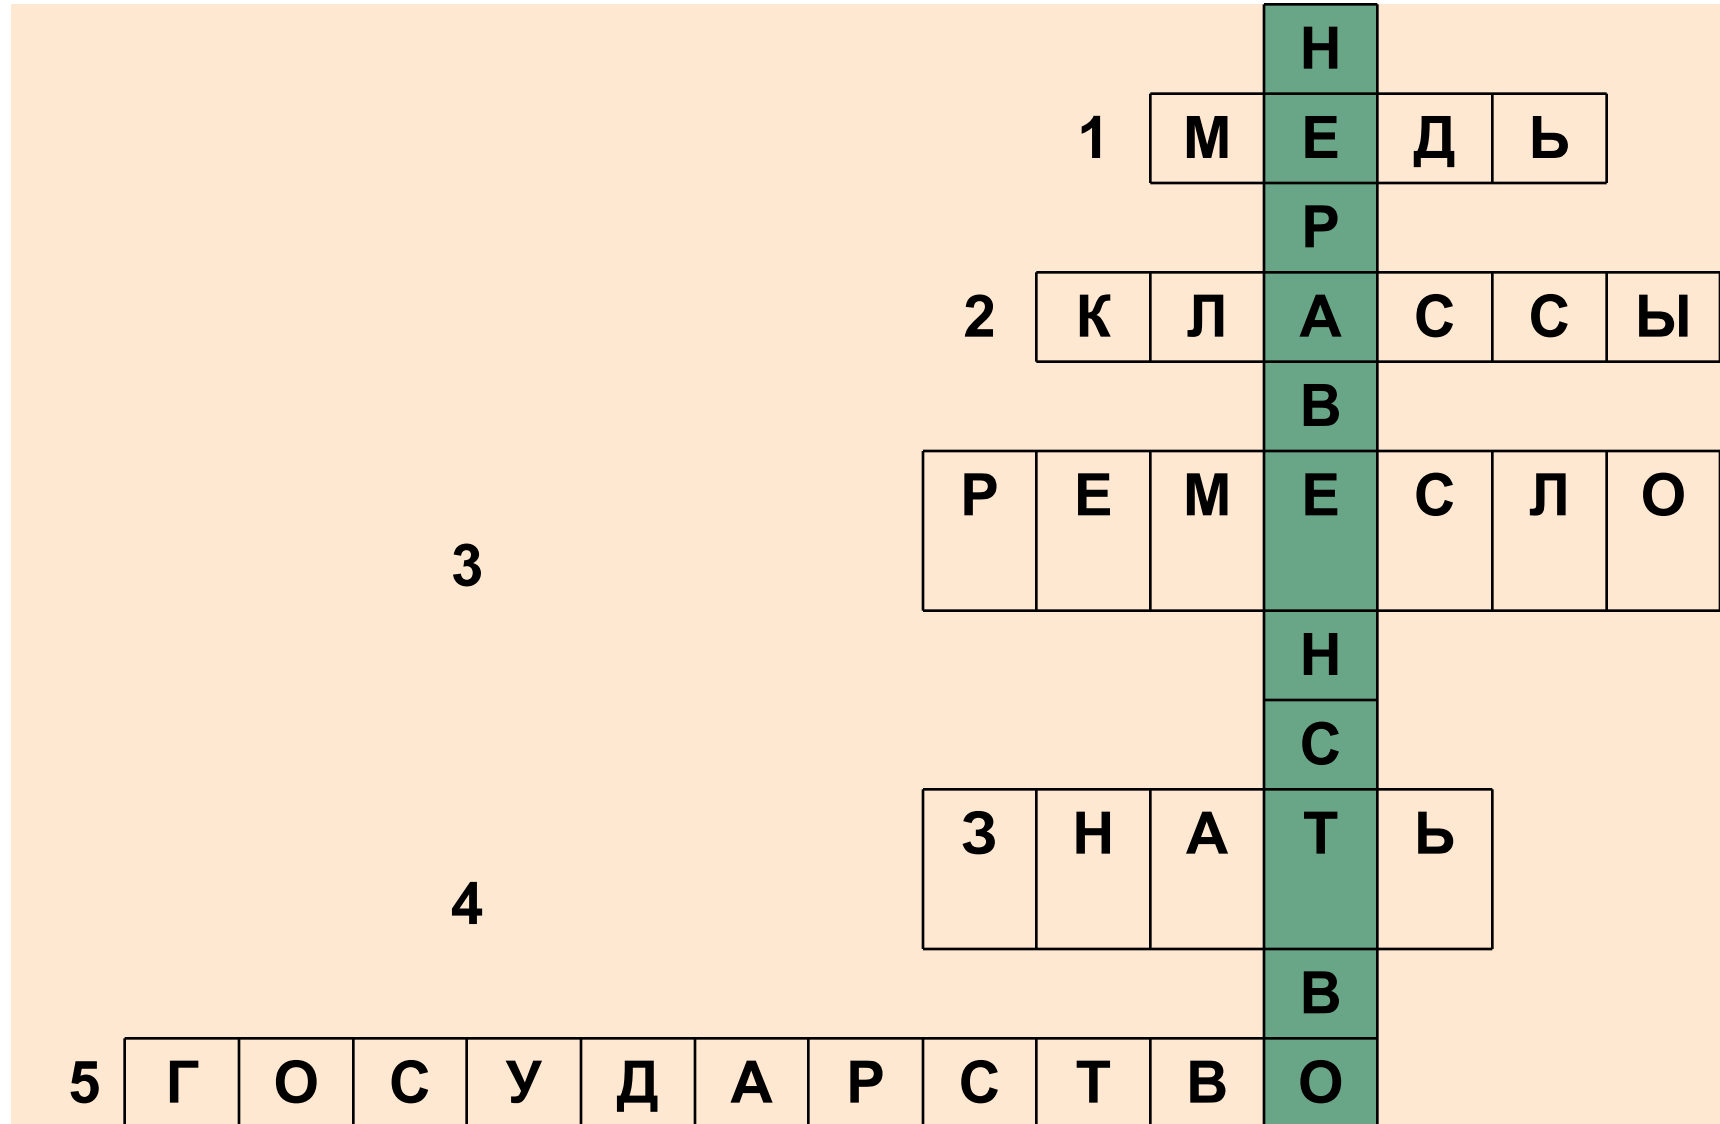 Н
1 М Е Д Ь
Р
2 К Л А С С Ы
В
Р Е М Е С Л О
3
Н
С
З Н А Т Ь
4
В
5 Г О С У Д А Р С Т В О